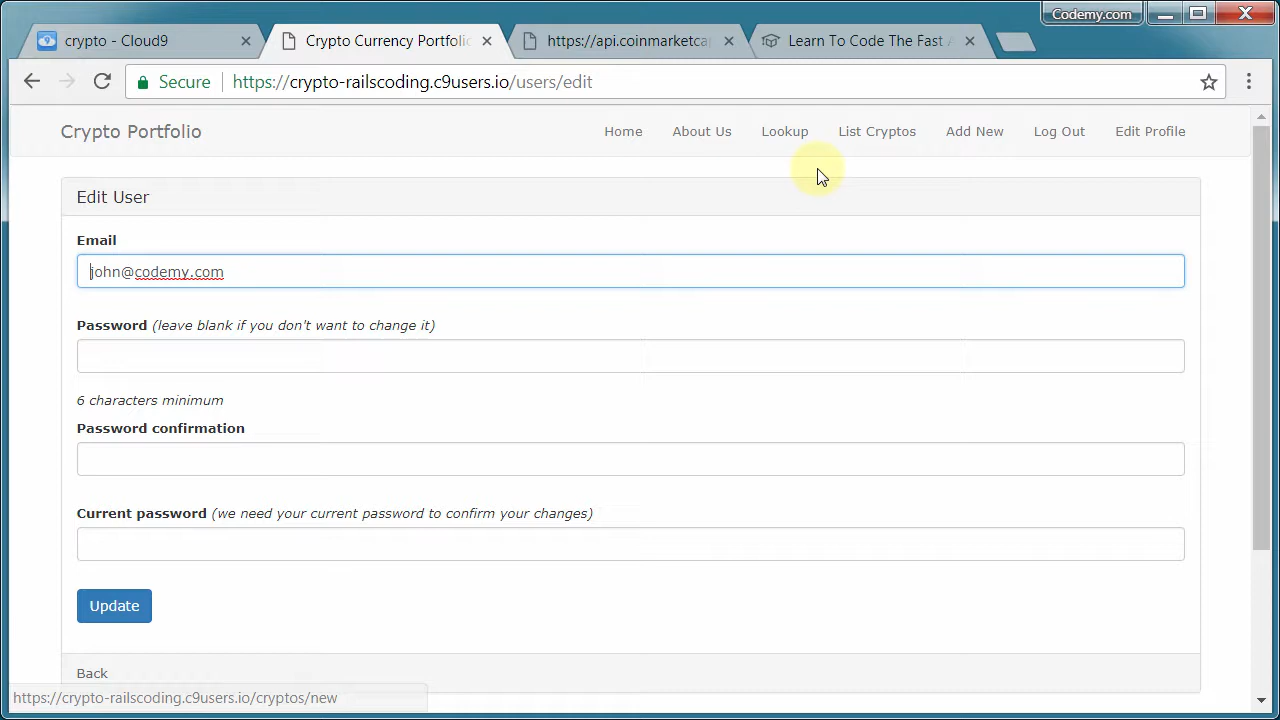 Codemy.com
crypto - Cloud9
Crypto Currency Portfolio
https://api.coinmarketca
Learn To Code The Fast
Secure https://crypto-railscoding.c9users.io/users/edit
Crypto Portfolio Home About Us Lookup List Cryptos Add New Log Out Edit Profile
Edit User
Email
john@codemy.com
Password (leave blank if you don't want to change it)
6 characters minimum
Password confirmation
Current password (we need your current password to confirm your changes)
Update
Back
https://crypto-railscoding.c9users.io/cryptos/new